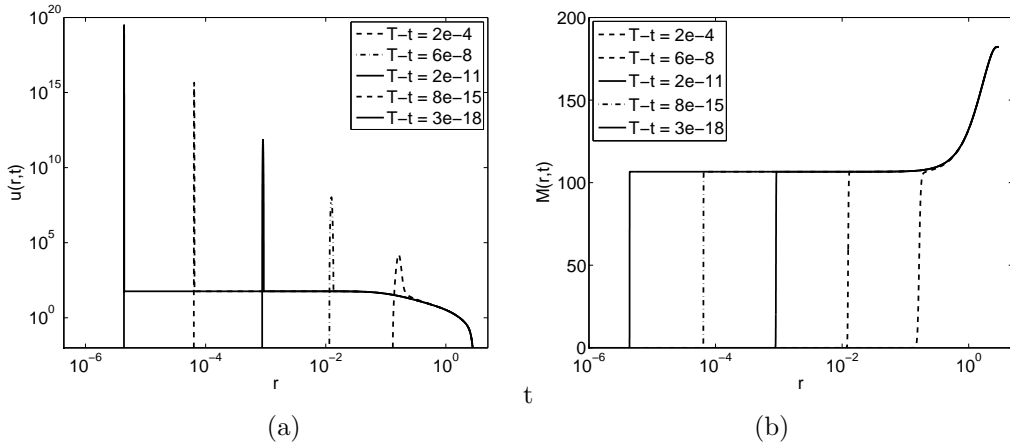 10^20
10^15
10^10
10^5
10^0
u(r,t)
10^−6
10^−4
10^−2
10^0
r
T−t = 2e−4
T−t = 6e−8
T−t = 2e−11
T−t = 8e−15
T−t = 3e−18
(a)
200
150
100
50
0
M(r,t)
10^−6
10^−4
10^−2
10^0
r
T−t = 2e−4
T−t = 6e−8
T−t = 2e−11
T−t = 8e−15
T−t = 3e−18
t
(b)